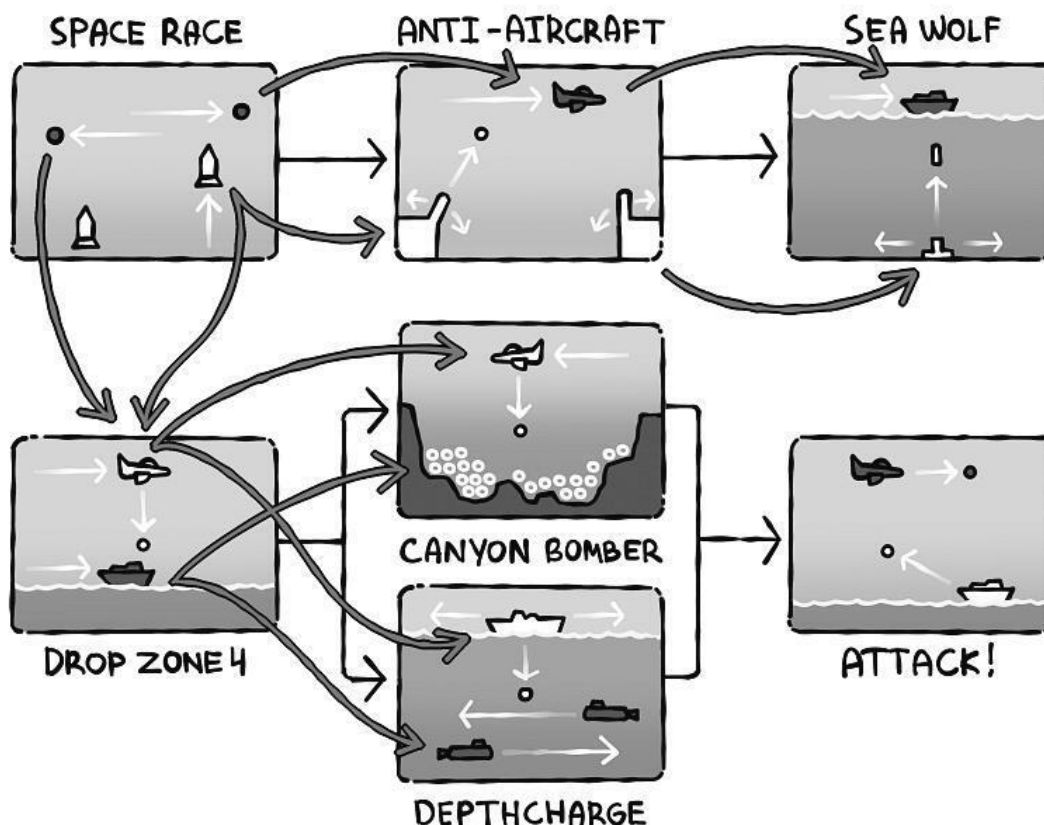 SPACE RACE
ANTI-AIRCRAFT
SEA WOLF
DROP ZONE 4
CANYON BOMBER
ATTACK!
DEPTHCHARGE